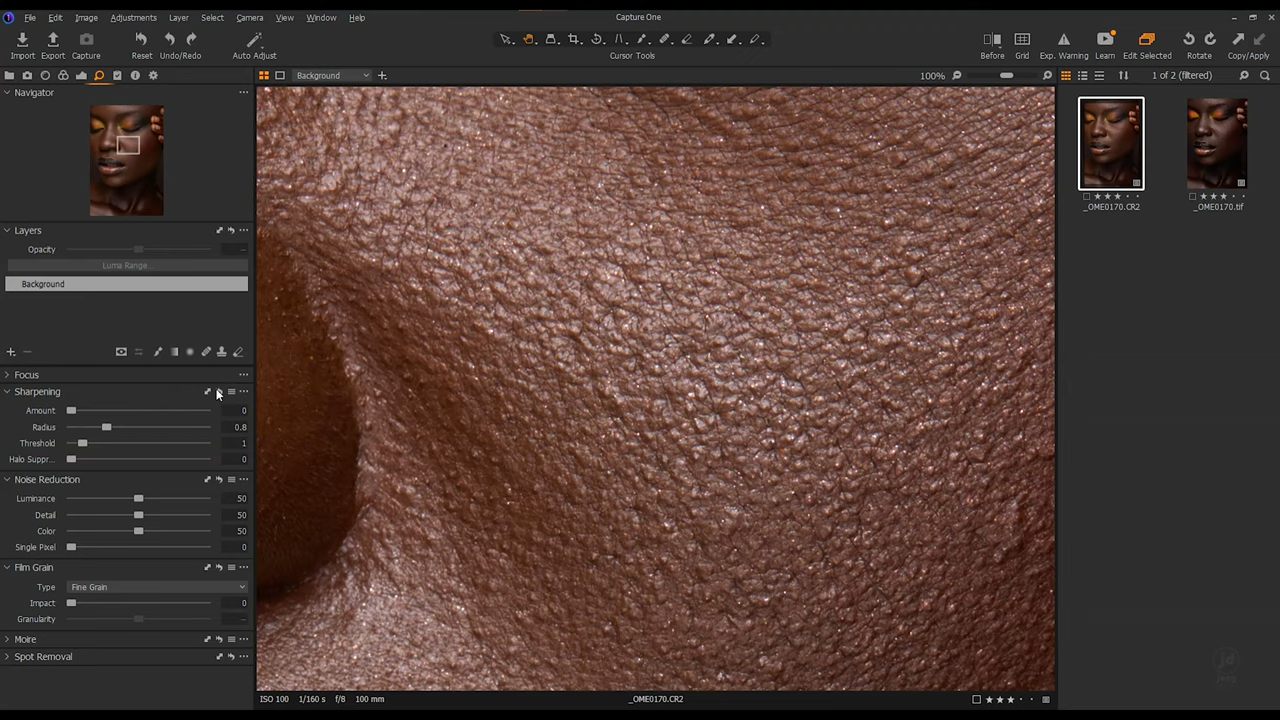 Capture One
File Edit Image Adjustments Layer Select Camera View Window Help
Import Export Capture Reset Undo/Redo Auto Adjust Cursor Tools Before Grid Exp. Warning Learn Edit Selected Rotate Copy/Apply
Background 100% 1 of 2 (filtered)
Navigator
Layers
Opacity
Luma Range...
Background
Focus
Sharpening
Amount 0
Radius 0.8
Threshold 1
Halo Suppr... 0
Noise Reduction
Luminance 50
Detail 50
Color 50
Single Pixel 0
Film Grain
Type Fine Grain
Impact 0
Granularity
Moire
Spot Removal
_OME0170.CR2 _OME0170.tif
ISO 100 1/160 s f/8 100 mm _OME0170.CR2
jd